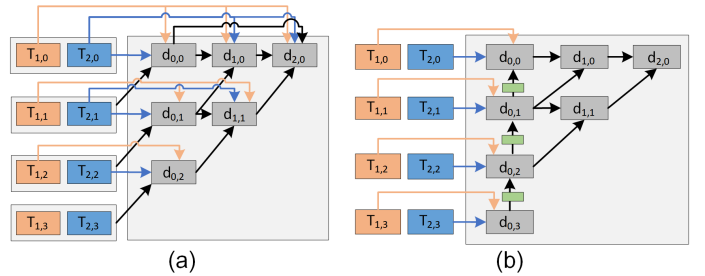 T1,0 T2,0 d0,0 d1,0 d2,0
T1,1 T2,1 d0,1 d1,1
T1,2 T2,2 d0,2
T1,3 T2,3
(a)
T1,0 T2,0 d0,0 d1,0 d2,0
T1,1 T2,1 d0,1 d1,1
T1,2 T2,2 d0,2
T1,3 T2,3 d0,3
(b)